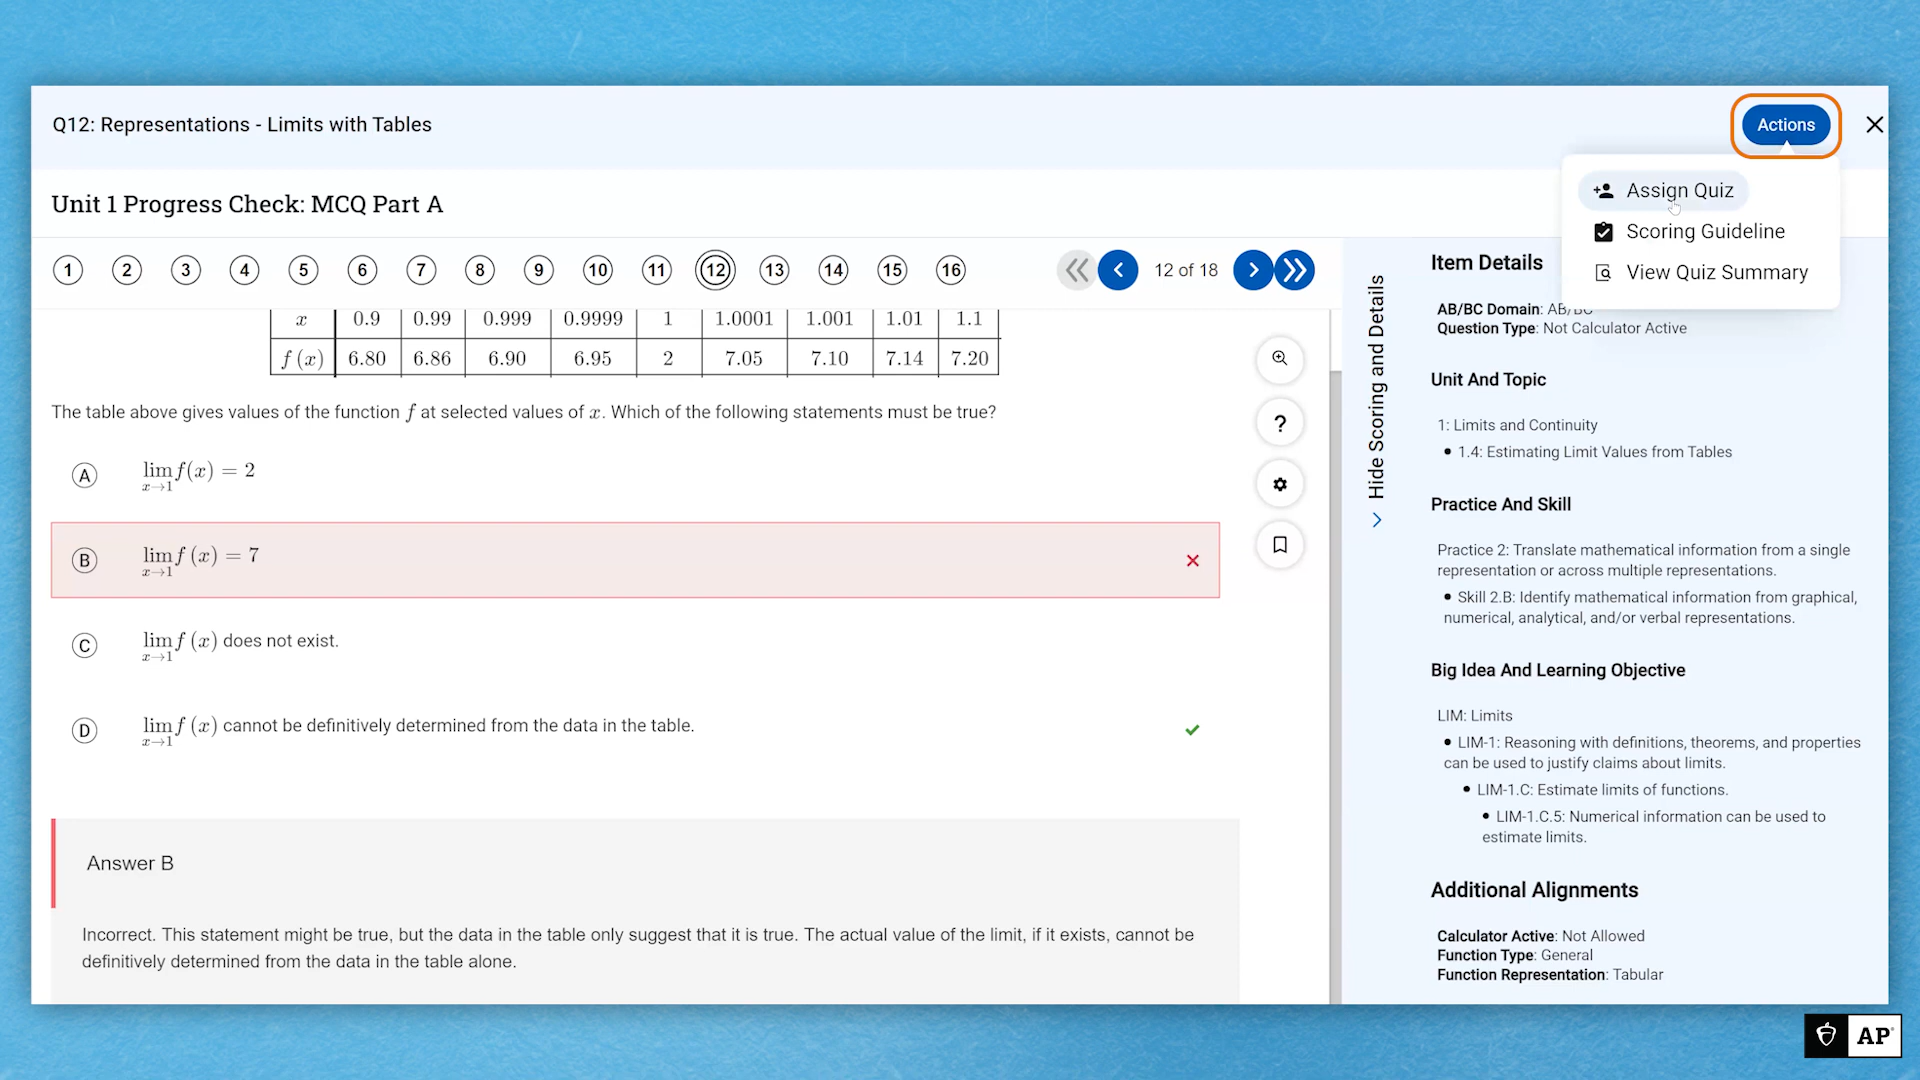 Q12: Representations - Limits with Tables
Actions
Assign Quiz
Scoring Guideline
View Quiz Summary
Unit 1 Progress Check: MCQ Part A
1 2 3 4 5 6 7 8 9 10 11 12 13 14 15 16
12 of 18
x 0.9 0.99 0.999 0.9999 1 1.0001 1.001 1.01 1.1
f (x) 6.80 6.86 6.90 6.95 2 7.05 7.10 7.14 7.20
The table above gives values of the function f at selected values of x. Which of the following statements must be true?
A lim x→1 f(x) = 2
B lim x→1 f (x) = 7
C lim x→1 f (x) does not exist.
D lim x→1 f (x) cannot be definitively determined from the data in the table.
?
Answer B
Incorrect. This statement might be true, but the data in the table only suggest that it is true. The actual value of the limit, if it exists, cannot be
definitively determined from the data in the table alone.
Hide Scoring and Details
Item Details
AB/BC Domain: AB/BC
Question Type: Not Calculator Active
Unit And Topic
1: Limits and Continuity
• 1.4: Estimating Limit Values from Tables
Practice And Skill
Practice 2: Translate mathematical information from a single
representation or across multiple representations.
• Skill 2.B: Identify mathematical information from graphical,
numerical, analytical, and/or verbal representations.
Big Idea And Learning Objective
LIM: Limits
• LIM-1: Reasoning with definitions, theorems, and properties
can be used to justify claims about limits.
• LIM-1.C: Estimate limits of functions.
• LIM-1.C.5: Numerical information can be used to
estimate limits.
Additional Alignments
Calculator Active: Not Allowed
Function Type: General
Function Representation: Tabular
AP